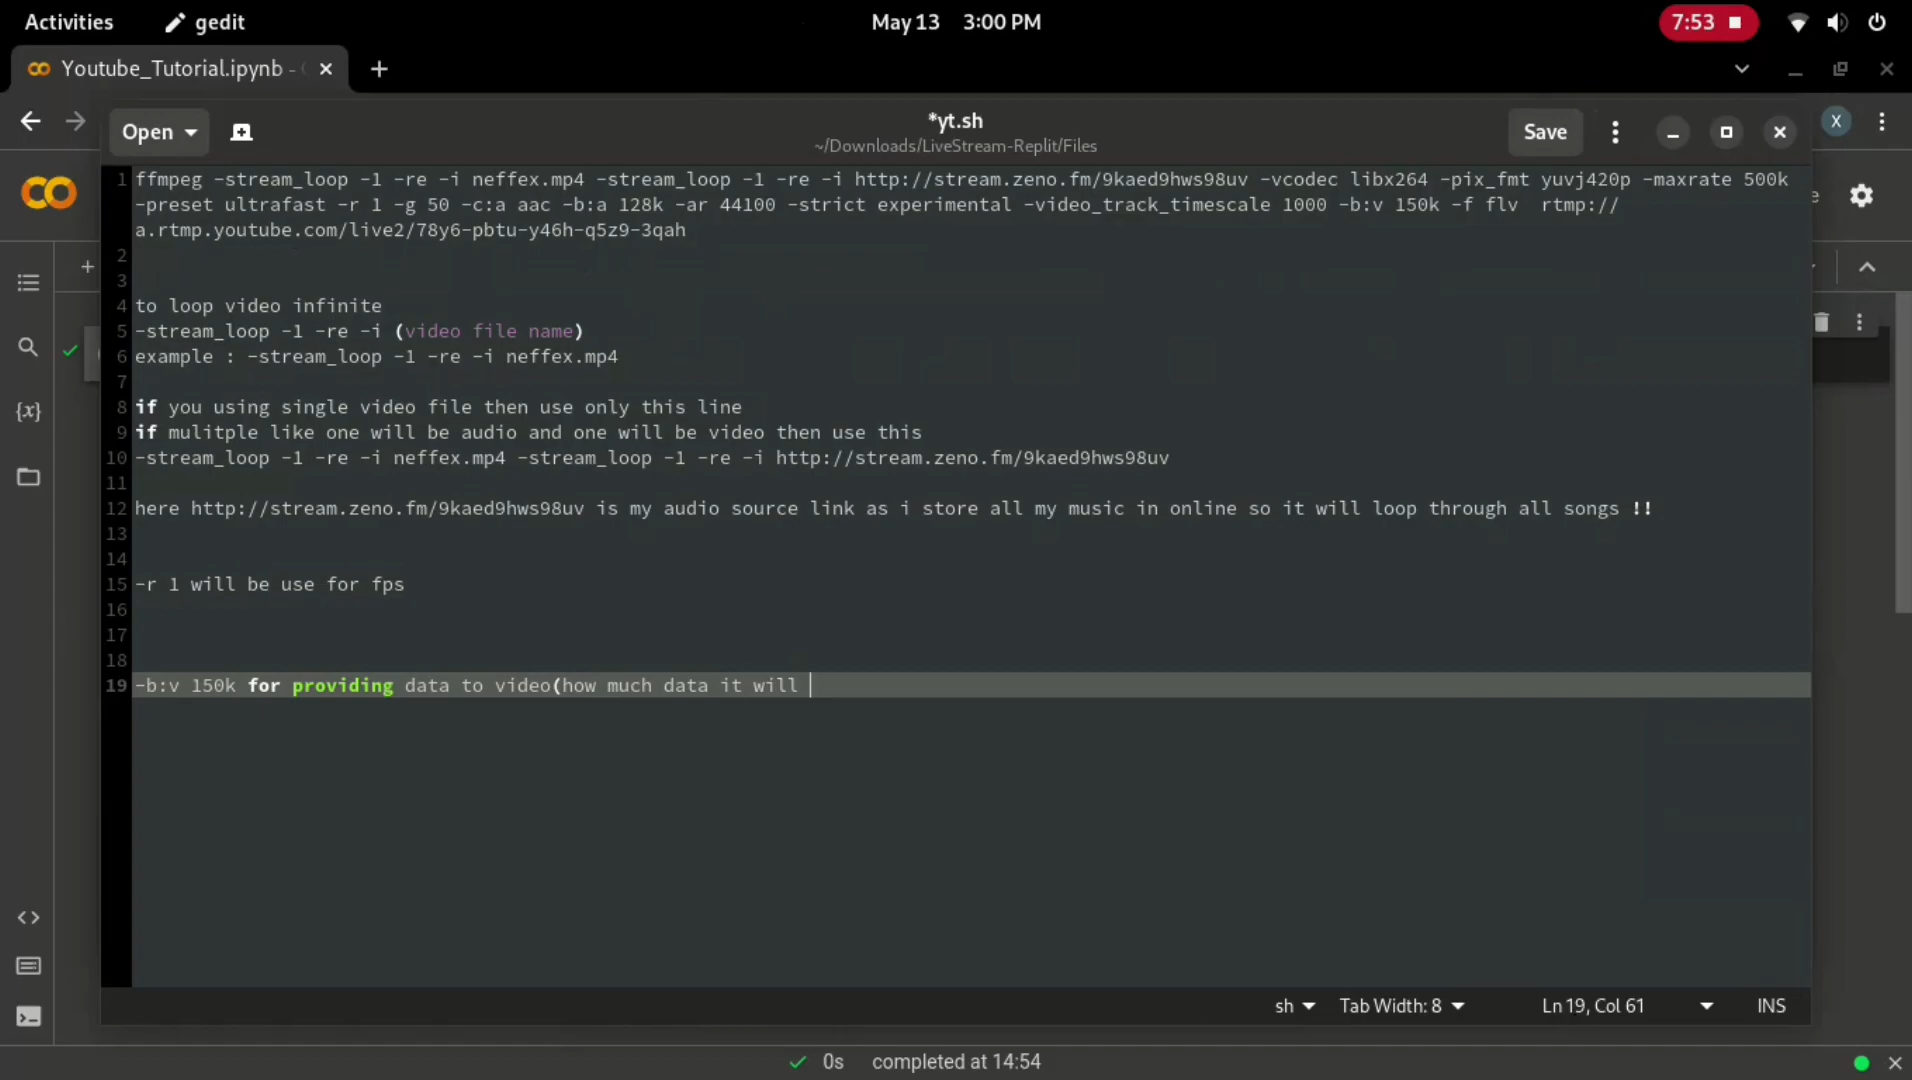 Activities gedit May 13 3:00 PM 7:53
Youtube_Tutorial.ipynb -
Open *yt.sh Save X
~/Downloads/LiveStream-Replit/Files
1 ffmpeg -stream_loop -1 -re -i neffex.mp4 -stream_loop -1 -re -i http://stream.zeno.fm/9kaed9hws98uv -vcodec libx264 -pix_fmt yuvj420p -maxrate 500k
-preset ultrafast -r 1 -g 50 -c:a aac -b:a 128k -ar 44100 -strict experimental -video_track_timescale 1000 -b:v 150k -f flv  rtmp://
a.rtmp.youtube.com/live2/78y6-pbtu-y46h-q5z9-3qah
2
3
4 to loop video infinite
5 -stream_loop -1 -re -i (video file name)
6 example : -stream_loop -1 -re -i neffex.mp4
7
8 if you using single video file then use only this line
9 if mulitple like one will be audio and one will be video then use this
10 -stream_loop -1 -re -i neffex.mp4 -stream_loop -1 -re -i http://stream.zeno.fm/9kaed9hws98uv
11
12 here http://stream.zeno.fm/9kaed9hws98uv is my audio source link as i store all my music in online so it will loop through all songs !!
13
14
15 -r 1 will be use for fps
16
17
18
19 -b:v 150k for providing data to video(how much data it will
sh Tab Width: 8 Ln 19, Col 61 INS
0s completed at 14:54